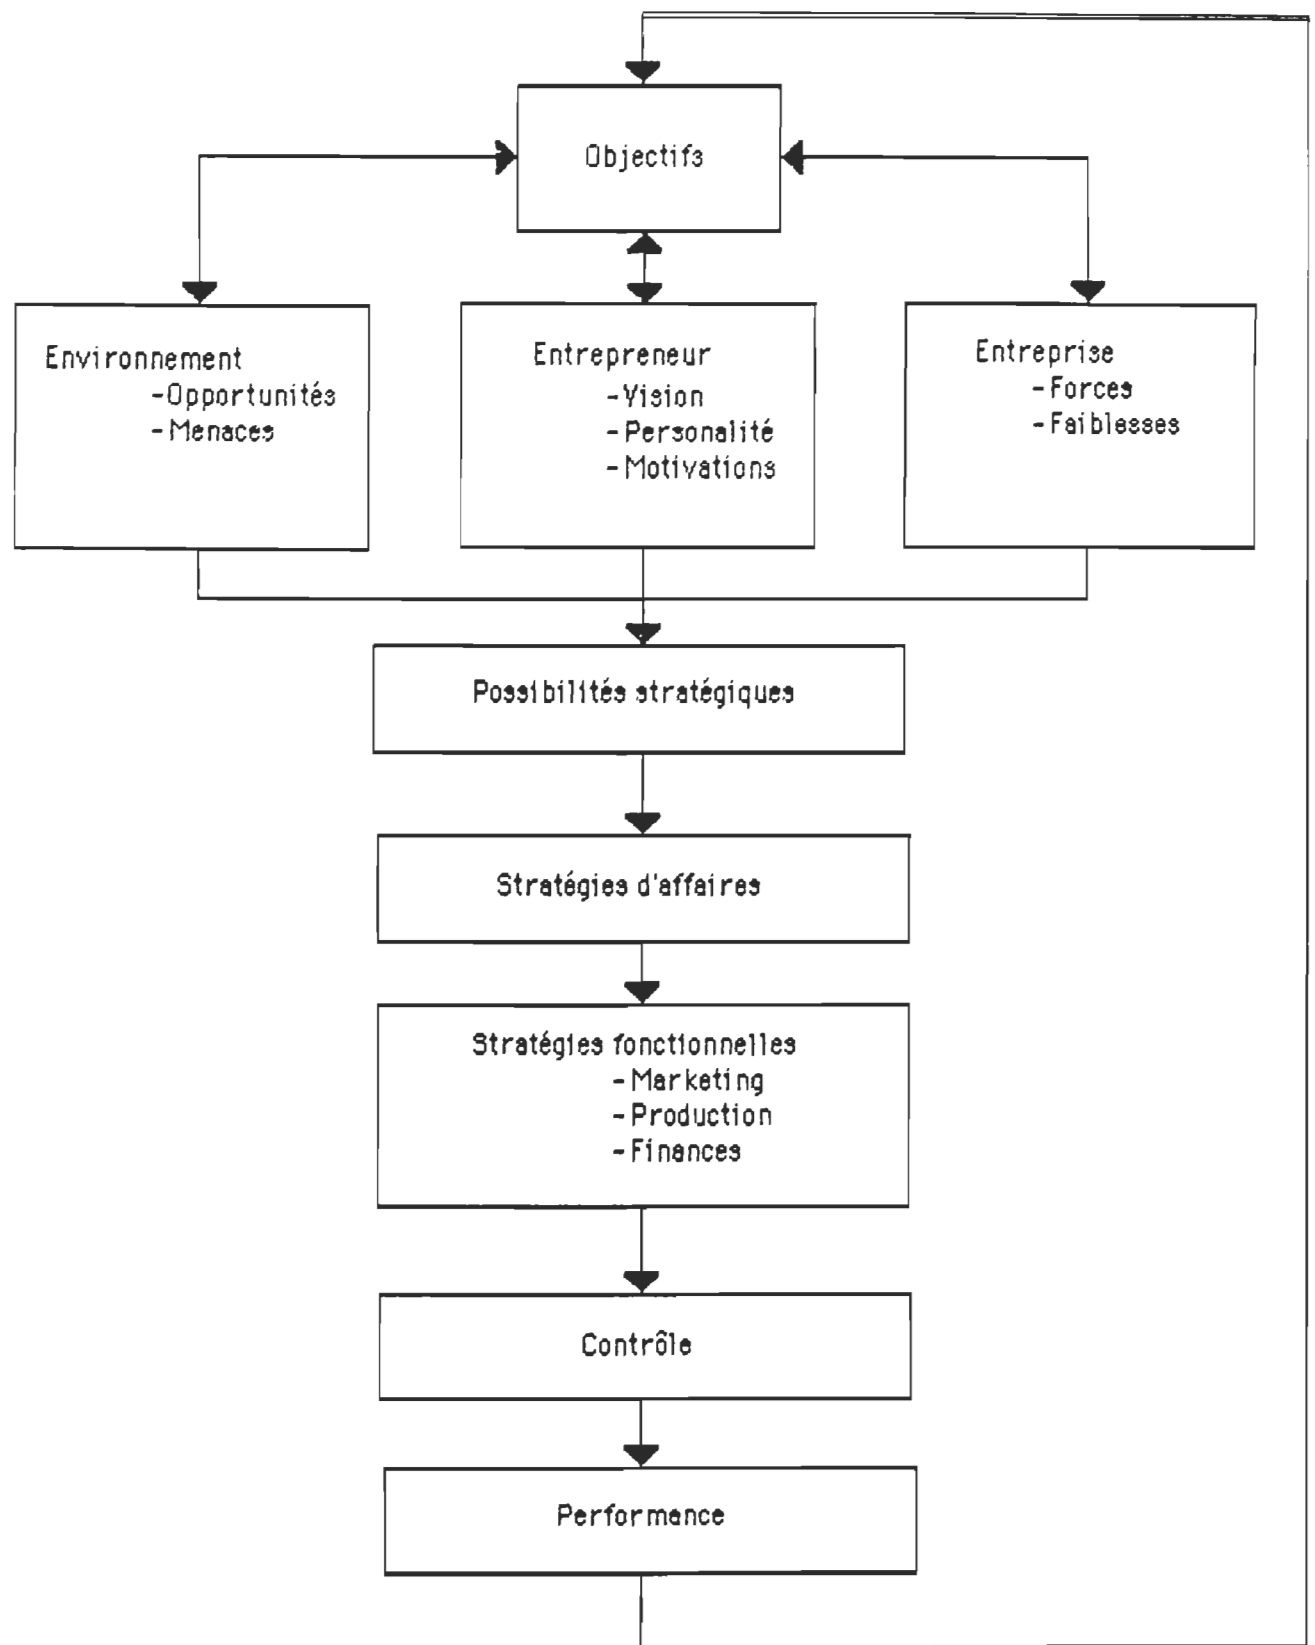 Objectifs
Environnement
-Opportunités
-Menaces
Entrepreneur
-Vision
-Personalité
-Motivations
Entreprise
-Forces
-Faiblesses
Possibilités stratégiques
Stratégies d'affaires
Stratégies fonctionnelles
-Marketing
-Production
-Finances
Contrôle
Performance